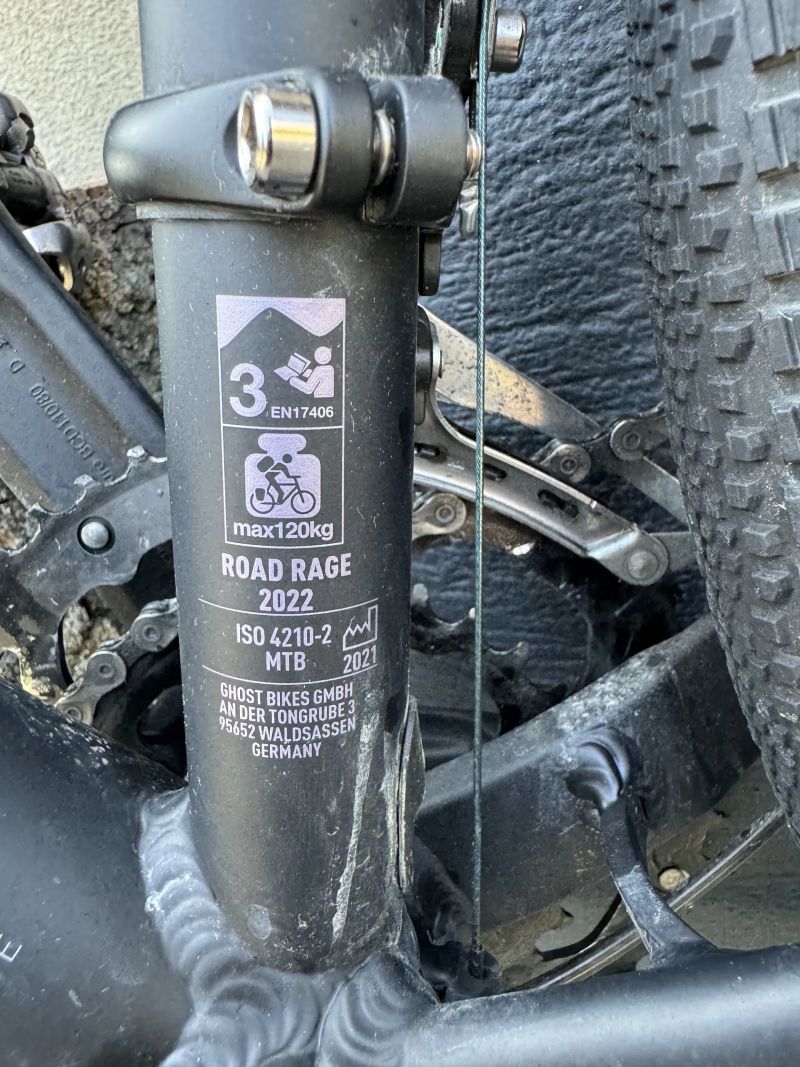 3
EN17406
max120kg
ROAD RAGE
2022
ISO 4210-2
MTB
2021
GHOST BIKES GMBH
AN DER TONGRUBE 3
95652 WALDSASSEN
GERMANY
E